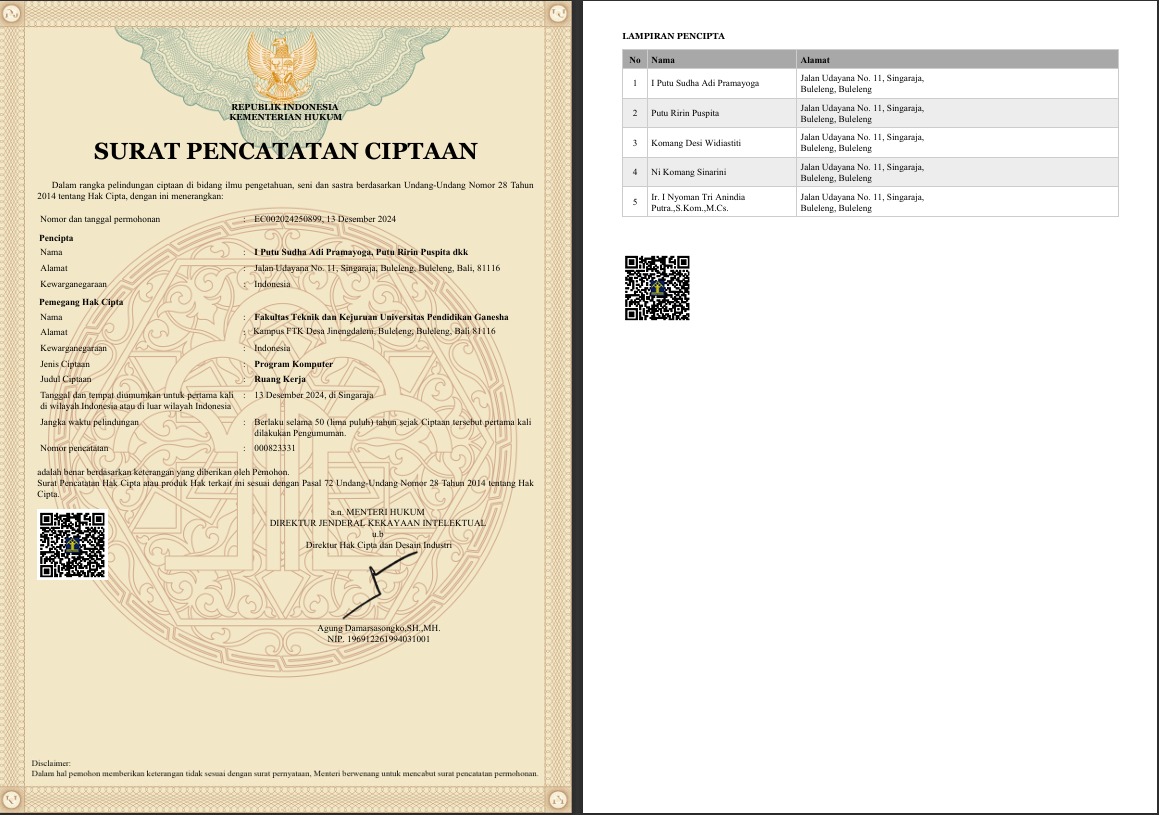 REPUBLIK INDONESIA
KEMENTERIAN HUKUM
SURAT PENCATATAN CIPTAAN
Dalam rangka pelindungan ciptaan di bidang ilmu pengetahuan, seni dan sastra berdasarkan Undang-Undang Nomor 28 Tahun
2014 tentang Hak Cipta, dengan ini menerangkan:
Nomor dan tanggal permohonan : EC002024250899, 13 Desember 2024
Pencipta
Nama : I Putu Sudha Adi Pramayoga, Putu Ririn Puspita dkk
Alamat : Jalan Udayana No. 11, Singaraja, Buleleng, Buleleng, Bali, 81116
Kewarganegaraan : Indonesia
Pemegang Hak Cipta
Nama : Fakultas Teknik dan Kejuruan Universitas Pendidikan Ganesha
Alamat : Kampus FTK Desa Jinengdalem, Buleleng, Buleleng, Bali 81116
Kewarganegaraan : Indonesia
Jenis Ciptaan : Program Komputer
Judul Ciptaan : Ruang Kerja
Tanggal dan tempat diumumkan untuk pertama kali : 13 Desember 2024, di Singaraja
di wilayah Indonesia atau di luar wilayah Indonesia
Jangka waktu pelindungan : Berlaku selama 50 (lima puluh) tahun sejak Ciptaan tersebut pertama kali
dilakukan Pengumuman.
Nomor pencatatan : 000823331
adalah benar berdasarkan keterangan yang diberikan oleh Pemohon.
Surat Pencatatan Hak Cipta atau produk Hak terkait ini sesuai dengan Pasal 72 Undang-Undang Nomor 28 Tahun 2014 tentang Hak
Cipta.
a.n. MENTERI HUKUM
DIREKTUR JENDERAL KEKAYAAN INTELEKTUAL
u.b
Direktur Hak Cipta dan Desain Industri
Agung Damarsasongko,SH.,MH.
NIP. 196912261994031001
Disclaimer:
Dalam hal pemohon memberikan keterangan tidak sesuai dengan surat pernyataan, Menteri berwenang untuk mencabut surat pencatatan permohonan.
LAMPIRAN PENCIPTA
No Nama Alamat
1 I Putu Sudha Adi Pramayoga Jalan Udayana No. 11, Singaraja,
Buleleng, Buleleng
2 Putu Ririn Puspita Jalan Udayana No. 11, Singaraja,
Buleleng, Buleleng
3 Komang Desi Widiastiti Jalan Udayana No. 11, Singaraja,
Buleleng, Buleleng
4 Ni Komang Sinarini Jalan Udayana No. 11, Singaraja,
Buleleng, Buleleng
5 Ir. I Nyoman Tri Anindia Jalan Udayana No. 11, Singaraja,
Putra.,S.Kom.,M.Cs. Buleleng, Buleleng